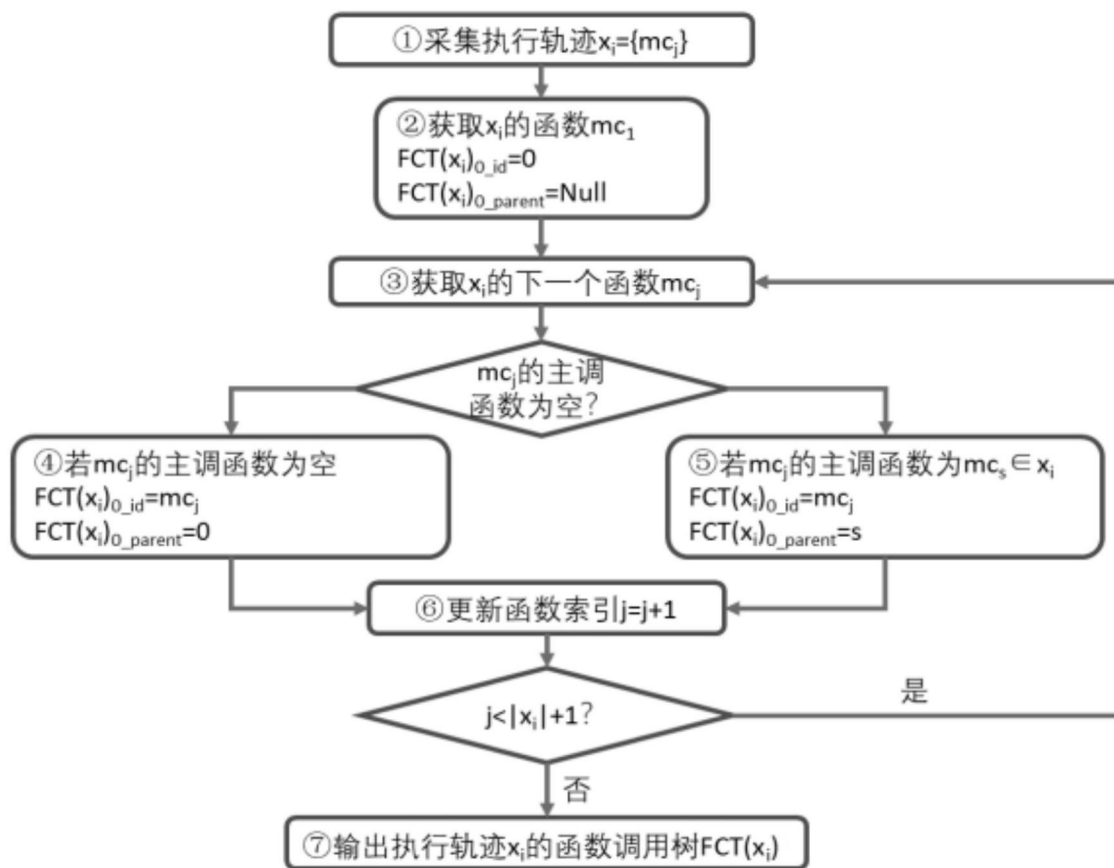 ①采集执行轨迹xᵢ={mcⱼ}
②获取xᵢ的函数mc₁
FCT(xᵢ)₀_id=0
FCT(xᵢ)₀_parent=Null
③获取xᵢ的下一个函数mcⱼ
mcⱼ的主调
函数为空?
④若mcⱼ的主调函数为空
FCT(xᵢ)₀_id=mcⱼ
FCT(xᵢ)₀_parent=0
⑤若mcⱼ的主调函数为mcₛ∈xᵢ
FCT(xᵢ)₀_id=mcⱼ
FCT(xᵢ)₀_parent=s
⑥更新函数索引j=j+1
j<|xᵢ|+1?
是
否
⑦输出执行轨迹xᵢ的函数调用树FCT(xᵢ)